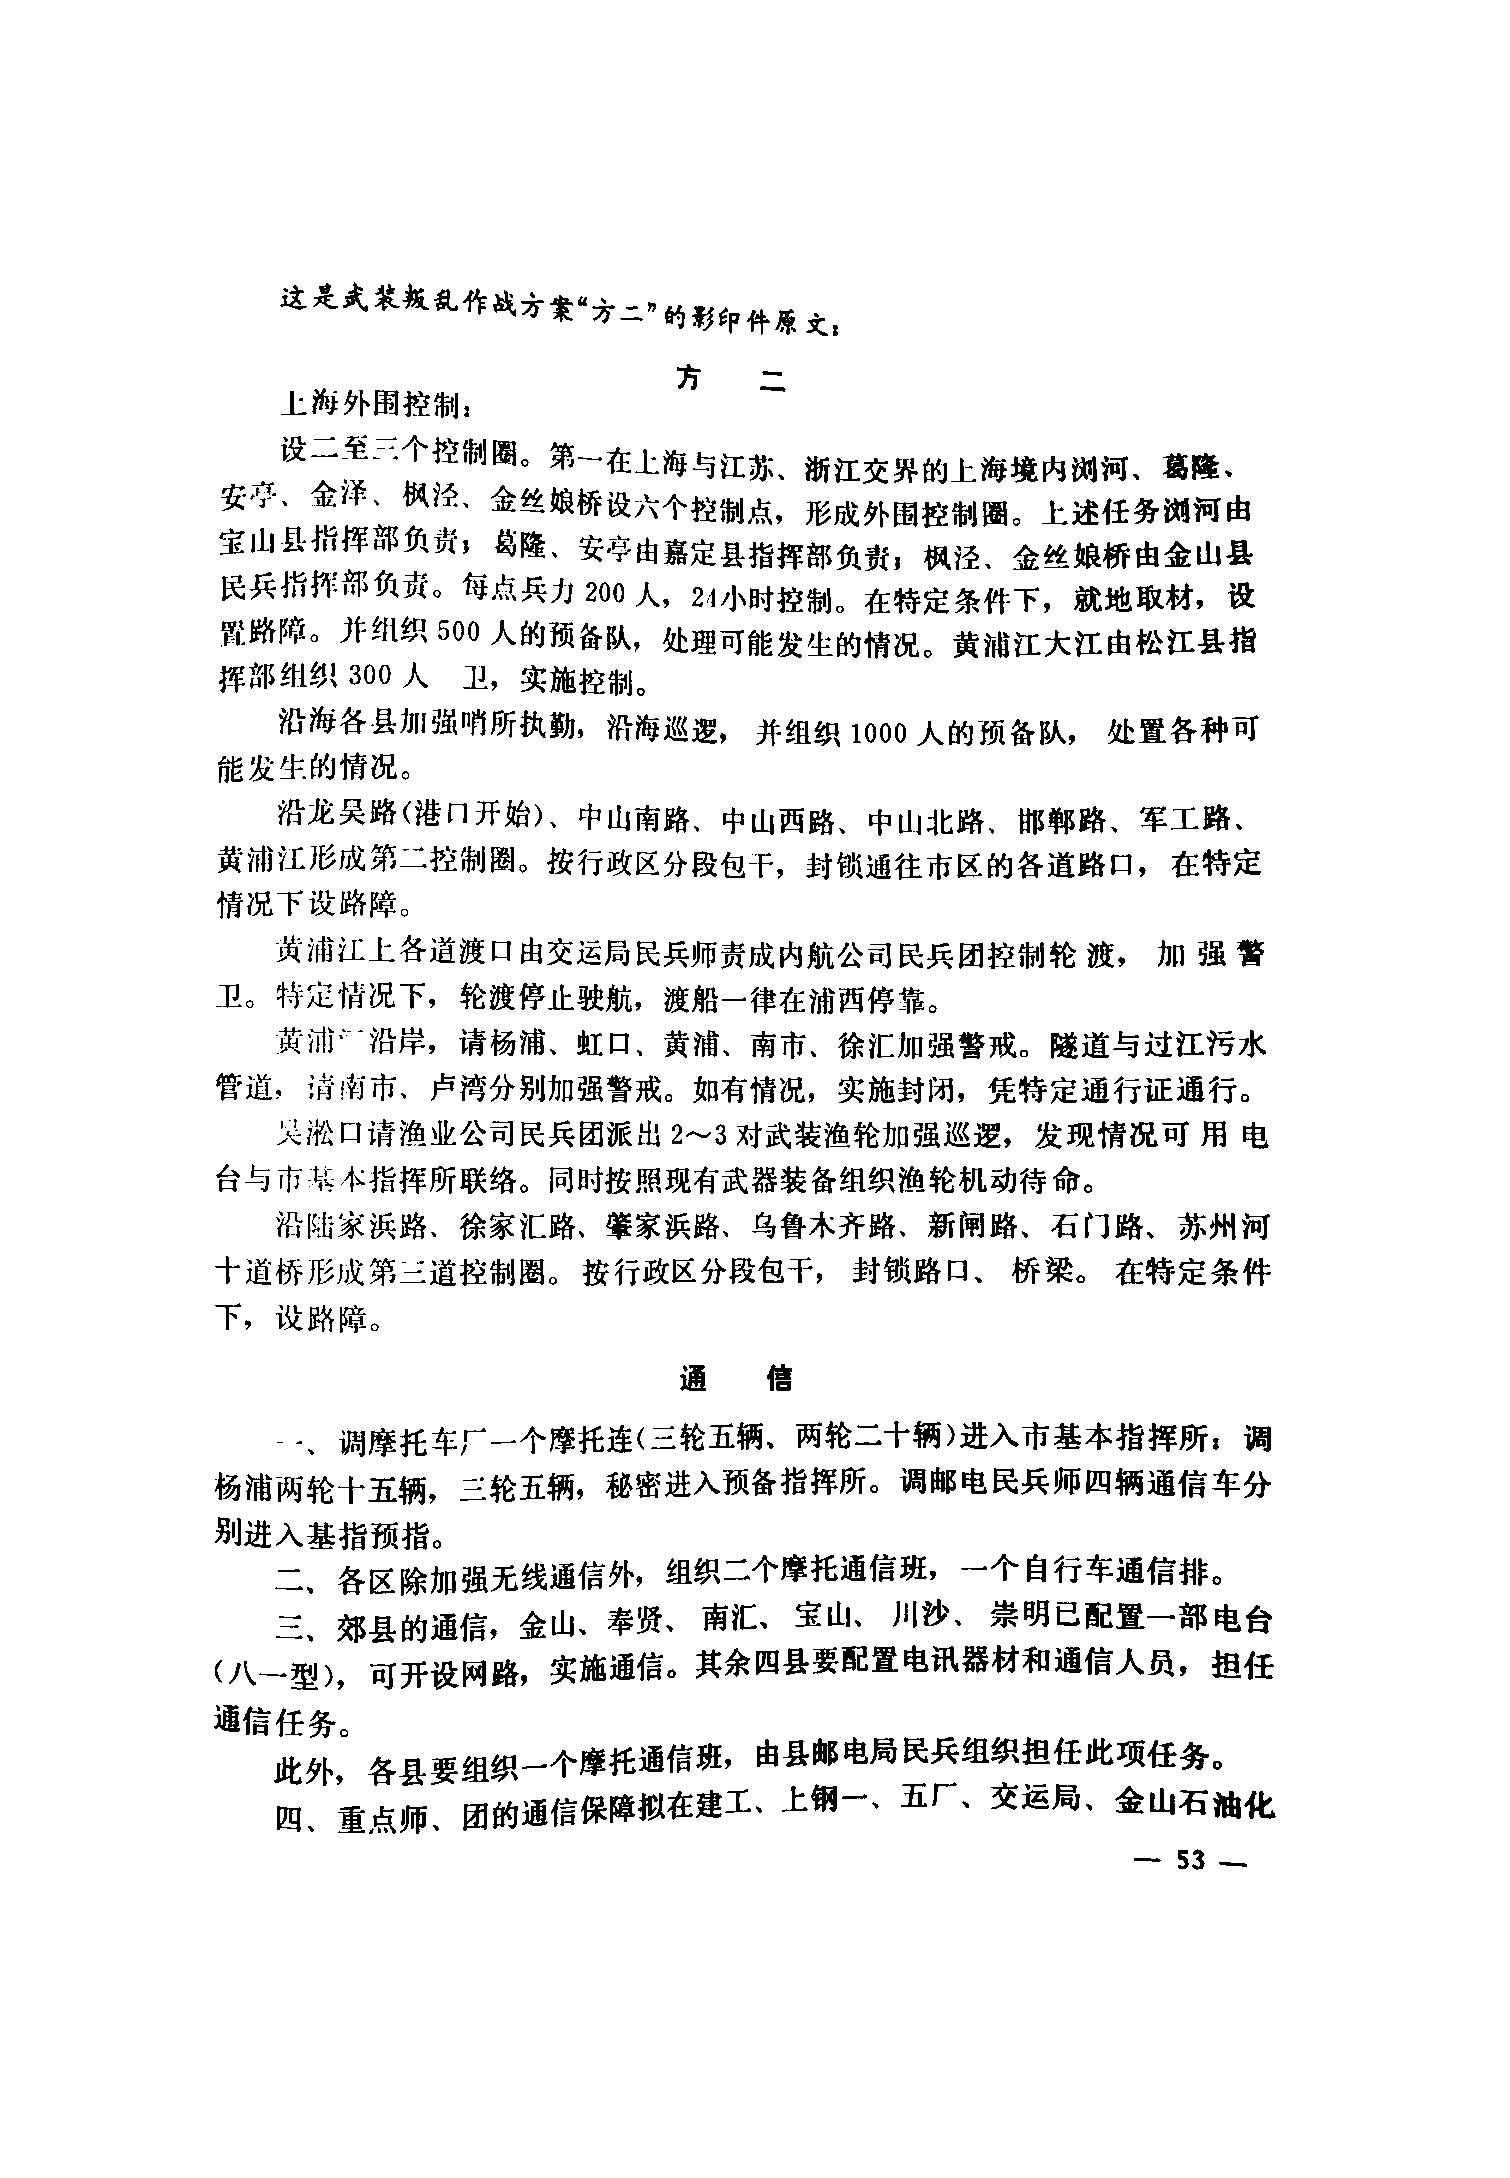 这是武装叛乱作战方案“方二”的影印件原文：
方 二
上海外围控制：
设二至三个控制圈。第一在上海与江苏、浙江交界的上海境内浏河、葛隆、
安亭、金泽、枫泾、金丝娘桥设六个控制点，形成外围控制圈。上述任务浏河由
宝山县指挥部负责；葛隆、安亭由嘉定县指挥部负责；枫泾、金丝娘桥由金山县
民兵指挥部负责。每点兵力200人，24小时控制。在特定条件下，就地取材，设
置路障。并组织500人的预备队，处理可能发生的情况。黄浦江大江由松江县指
挥部组织300人 卫，实施控制。
沿海各县加强哨所执勤，沿海巡逻，并组织1000人的预备队，处置各种可
能发生的情况。
沿龙吴路(港口开始)、中山南路、中山西路、中山北路、邯郸路、军工路、
黄浦江形成第二控制圈。按行政区分段包干，封锁通往市区的各道路口，在特定
情况下设路障。
黄浦江上各道渡口由交运局民兵师责成内航公司民兵团控制轮渡，加强警
卫。特定情况下，轮渡停止驶航，渡船一律在浦西停靠。
黄浦江沿岸，请杨浦、虹口、黄浦、南市、徐汇加强警戒。隧道与过江污水
管道，请南市、卢湾分别加强警戒。如有情况，实施封闭，凭特定通行证通行。
吴淞口请渔业公司民兵团派出2～3对武装渔轮加强巡逻，发现情况可用电
台与市基本指挥所联络。同时按照现有武器装备组织渔轮机动待命。
沿陆家浜路、徐家汇路、肇家浜路、乌鲁木齐路、新闸路、石门路、苏州河
十道桥形成第三道控制圈。按行政区分段包干，封锁路口、桥梁。在特定条件
下，设路障。
通 信
一、调摩托车厂一个摩托连(三轮五辆、两轮二十辆)进入市基本指挥所；调
杨浦两轮十五辆，三轮五辆，秘密进入预备指挥所。调邮电民兵师四辆通信车分
别进入基指预指。
二、各区除加强无线通信外，组织二个摩托通信班，一个自行车通信排。
三、郊县的通信，金山、奉贤、南汇、宝山、川沙、崇明已配置一部电台
(八一型)，可开设网路，实施通信。其余四县要配置电讯器材和通信人员，担任
通信任务。
此外，各县要组织一个摩托通信班，由县邮电局民兵组织担任此项任务。
四、重点师、团的通信保障拟在建工、上钢一、五厂、交运局、金山石油化
— 53 —